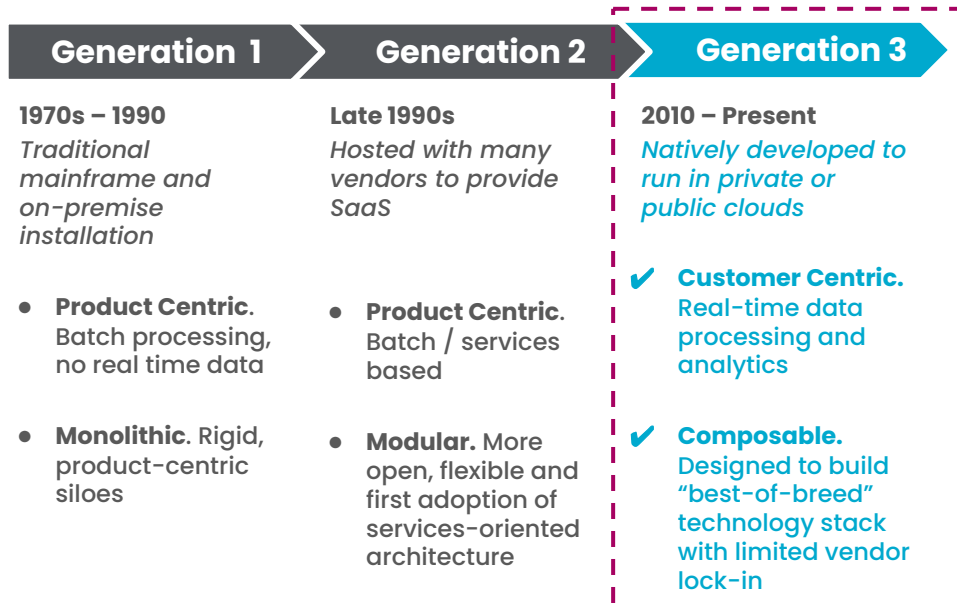 Generation 1
Generation 2
Generation 3
1970s – 1990
Traditional
mainframe and
on-premise
installation
● Product Centric.
Batch processing,
no real time data
● Monolithic. Rigid,
product-centric
siloes
Late 1990s
Hosted with many
vendors to provide
SaaS
● Product Centric.
Batch / services
based
● Modular. More
open, flexible and
first adoption of
services-oriented
architecture
2010 – Present
Natively developed to
run in private or
public clouds
✔ Customer Centric.
Real-time data
processing and
analytics
✔ Composable.
Designed to build
“best-of-breed”
technology stack
with limited vendor
lock-in